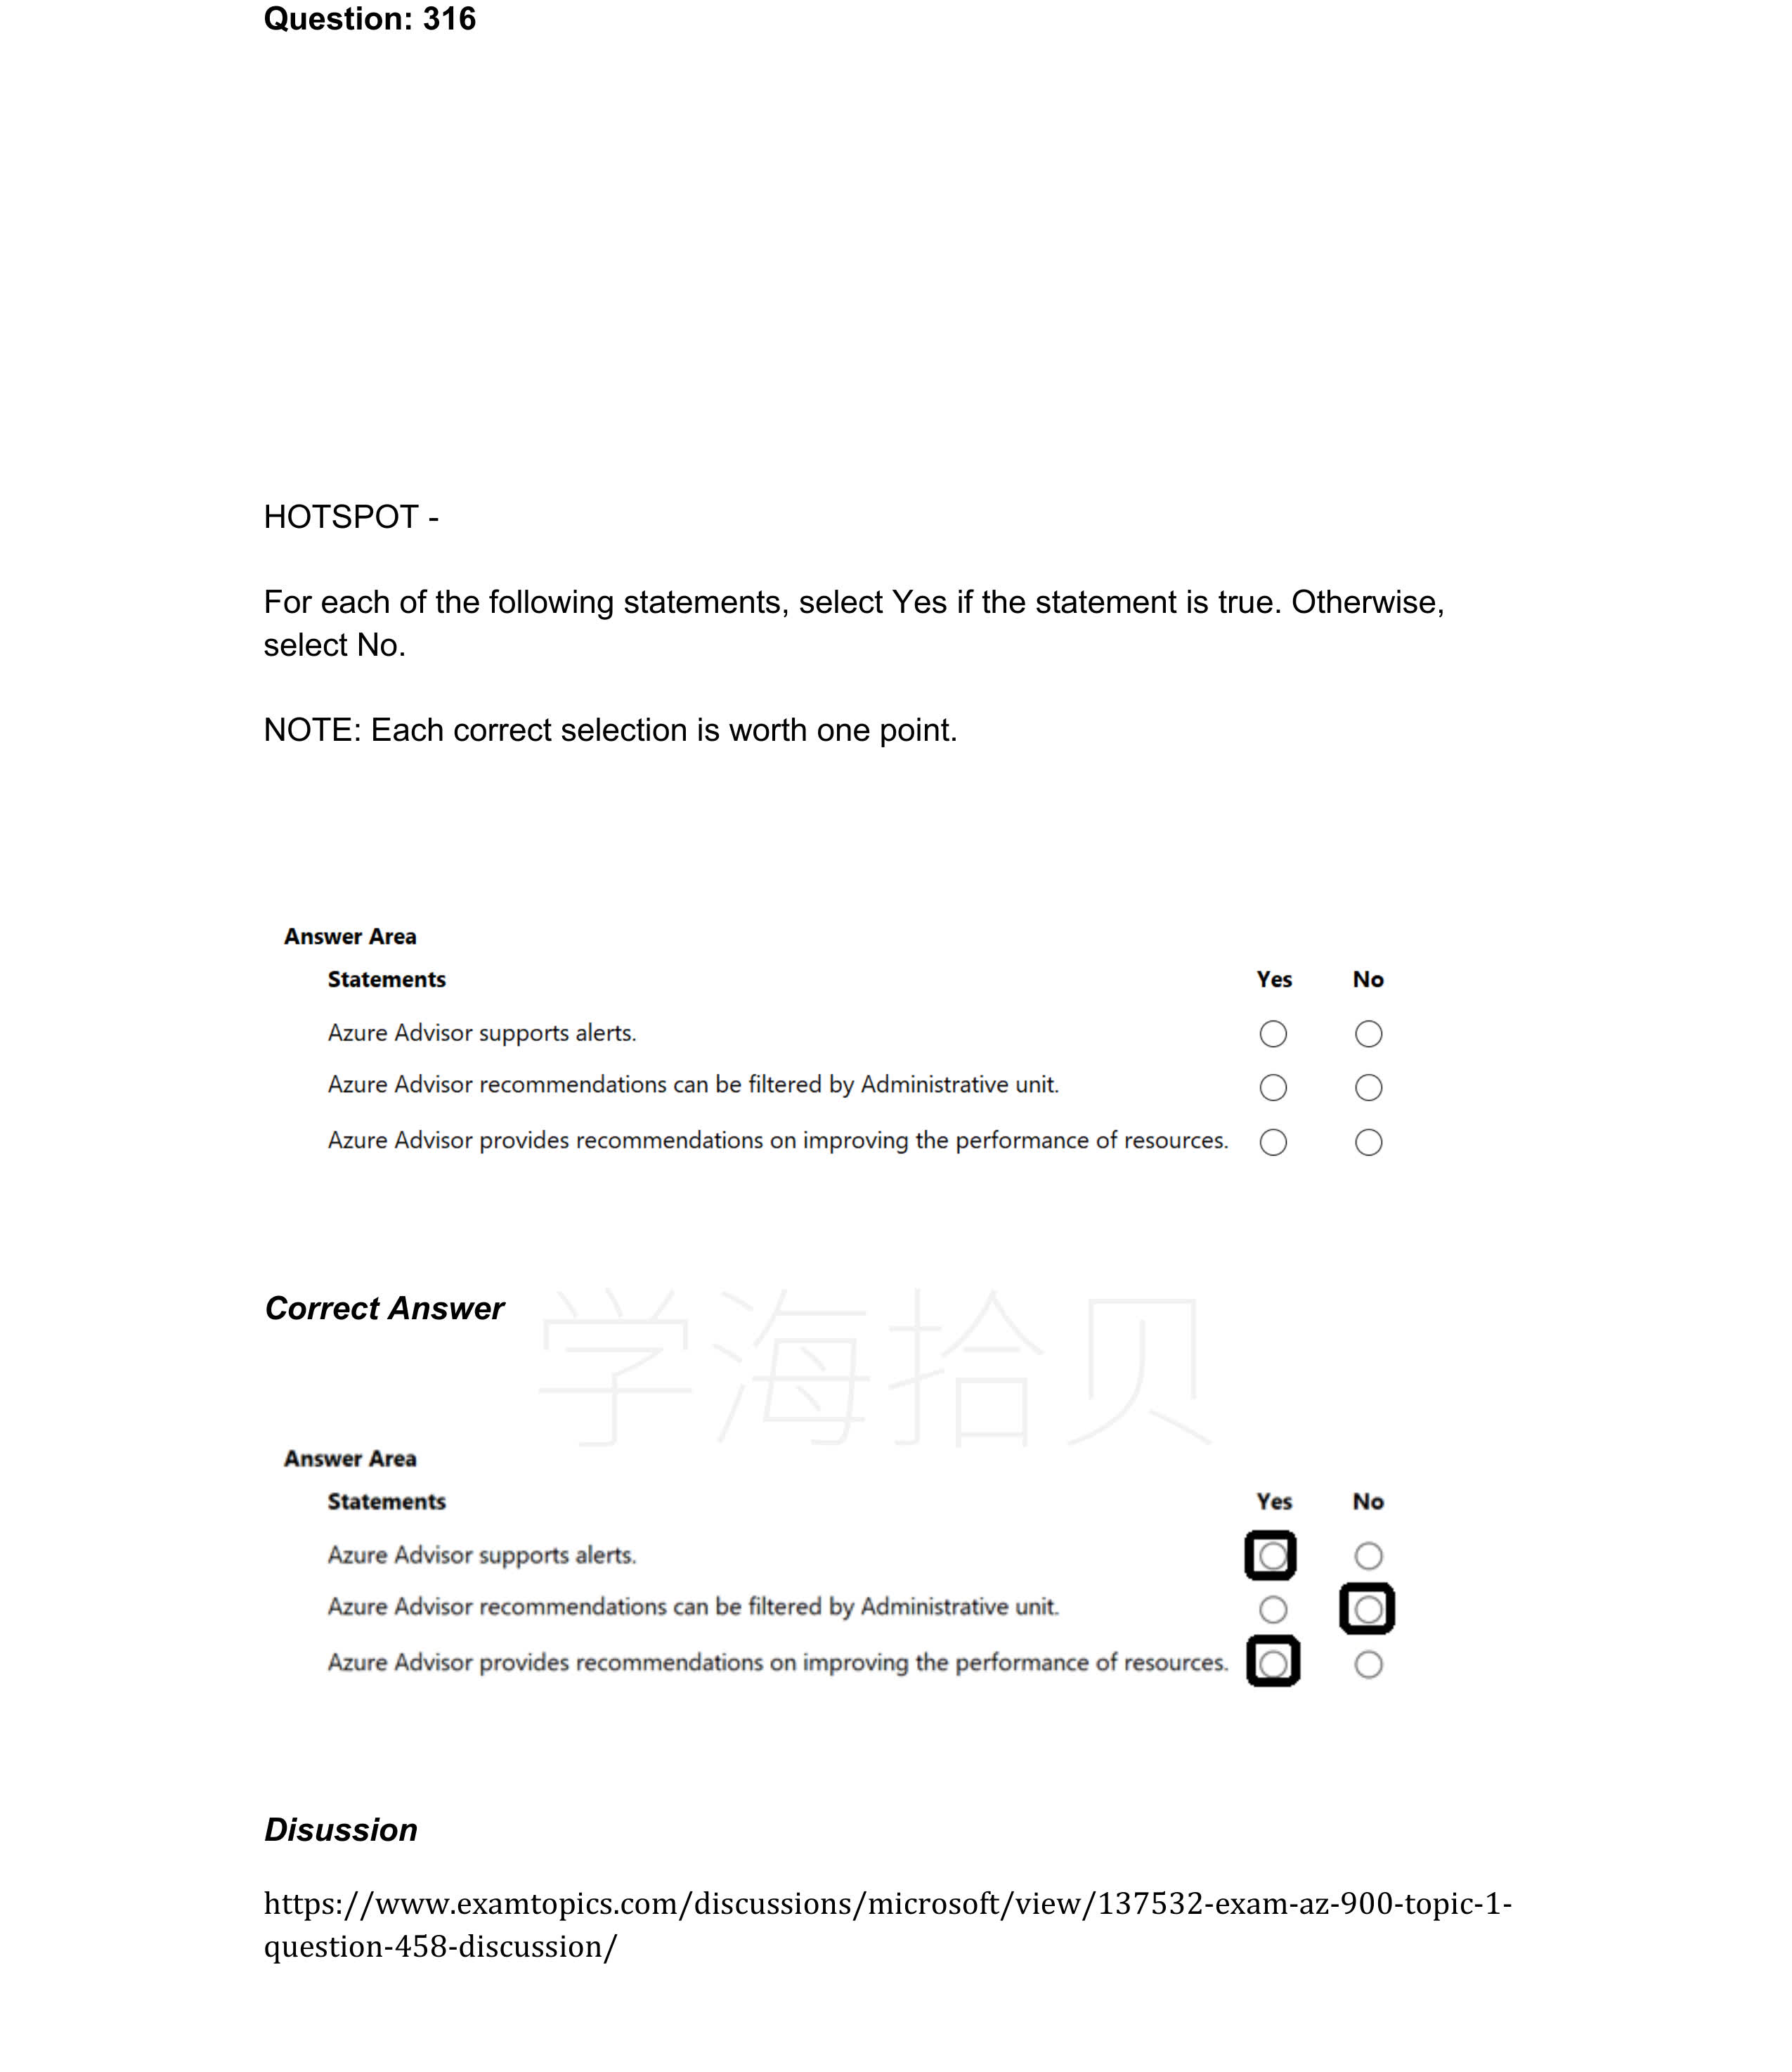 Question: 316
HOTSPOT -
For each of the following statements, select Yes if the statement is true. Otherwise,
select No.
NOTE: Each correct selection is worth one point.
Answer Area
Statements Yes No
Azure Advisor supports alerts.
Azure Advisor recommendations can be filtered by Administrative unit.
Azure Advisor provides recommendations on improving the performance of resources.
Correct Answer
学海拾贝
Answer Area
Statements Yes No
Azure Advisor supports alerts.
Azure Advisor recommendations can be filtered by Administrative unit.
Azure Advisor provides recommendations on improving the performance of resources.
Disussion
https://www.examtopics.com/discussions/microsoft/view/137532-exam-az-900-topic-1-
question-458-discussion/